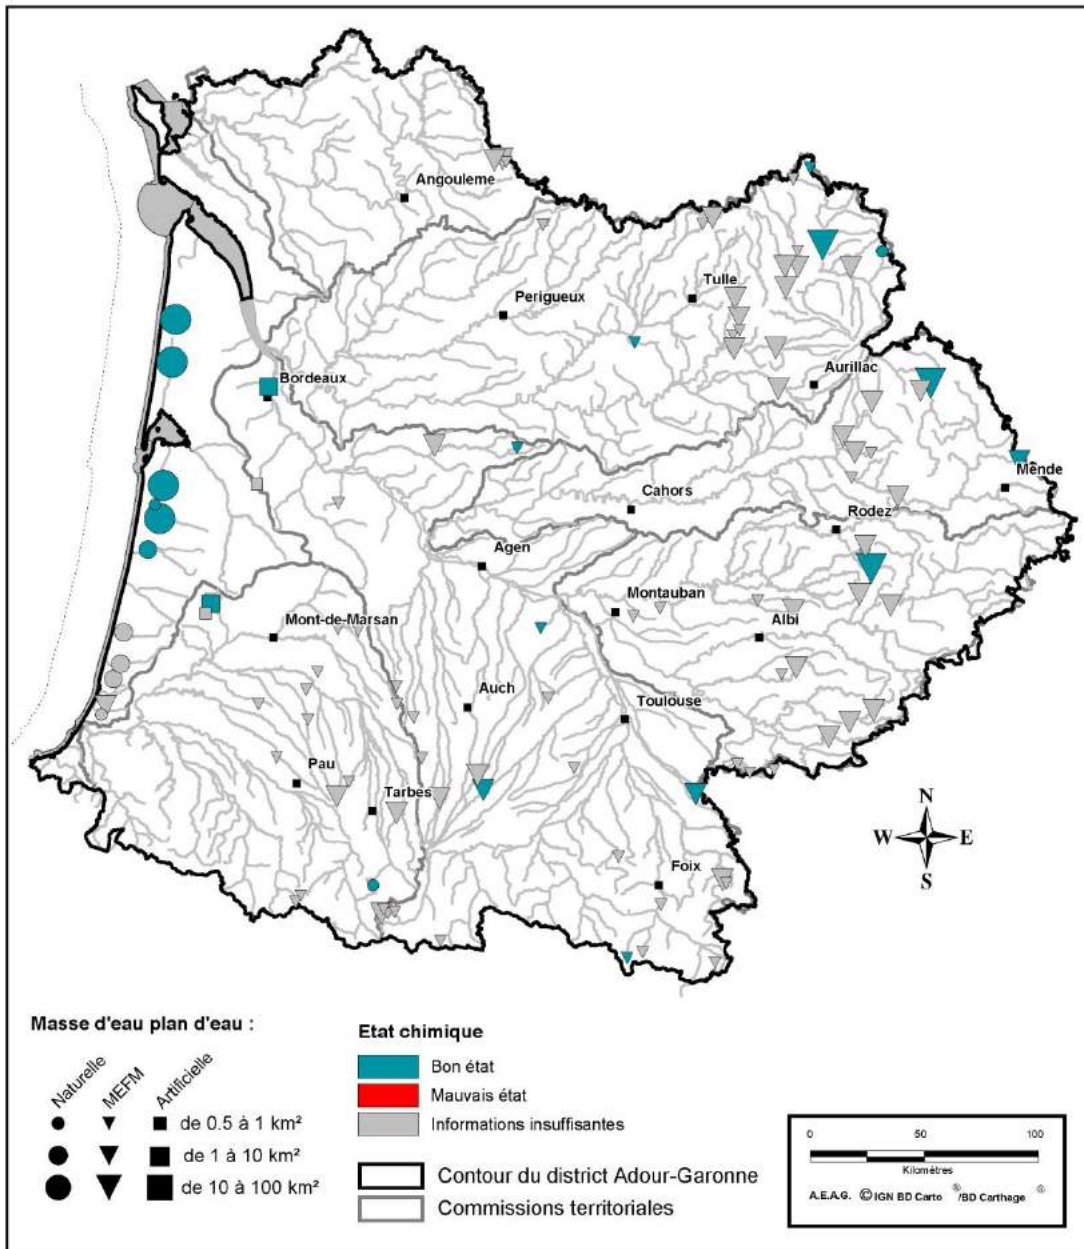 Angouleme
Tulle
Perigueux
Aurillac
Bordeaux
Mende
Cahors
Rodez
Agen
Montauban
Mont-de-Marsan
Albi
Auch
Toulouse
Pau
Tarbes
Foix
N
W E
S
Masse d'eau plan d'eau :
Naturelle
MEFM
Artificielle
de 0.5 à 1 km²
de 1 à 10 km²
de 10 à 100 km²
Etat chimique
Bon état
Mauvais état
Informations insuffisantes
Contour du district Adour-Garonne
Commissions territoriales
0 50 100
Kilomètres
A.E.A.G. © IGN BD Carto ® /BD Carthage ®